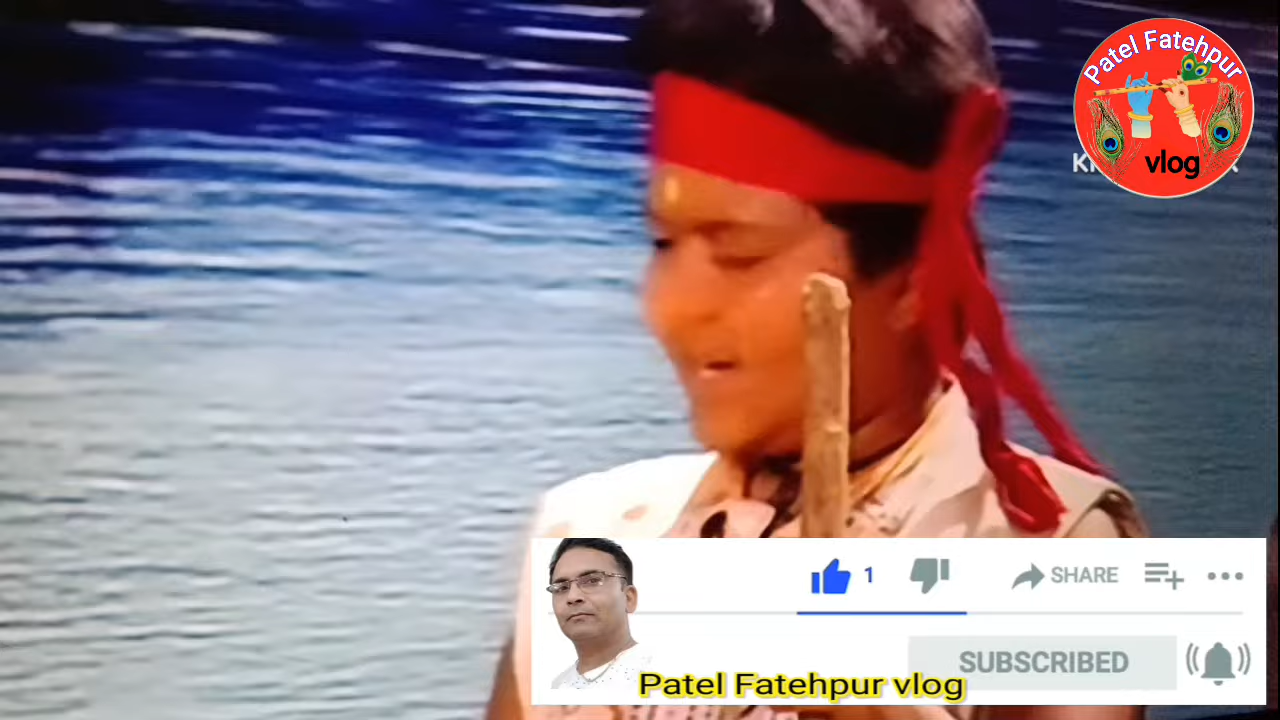 Patel Fatehpur
vlog
1
SHARE
SUBSCRIBED
Patel Fatehpur vlog